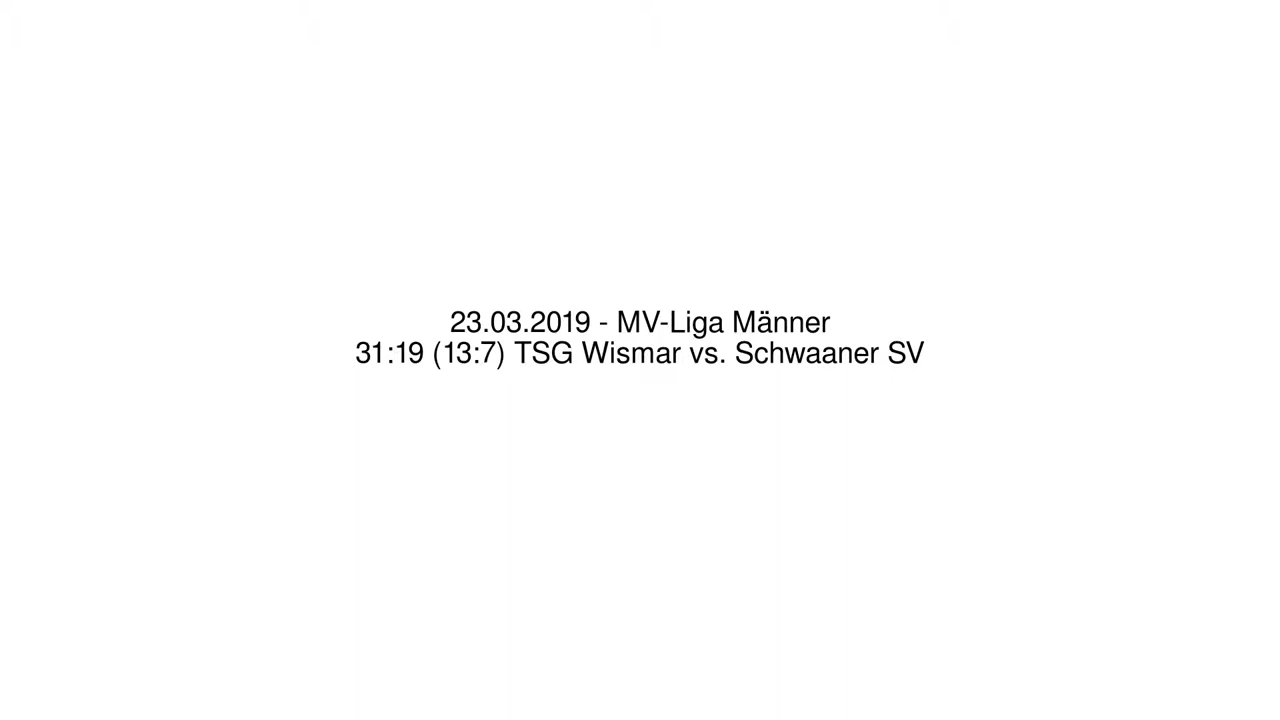 23.03.2019 - MV-Liga Männer
31:19 (13:7) TSG Wismar vs. Schwaaner SV